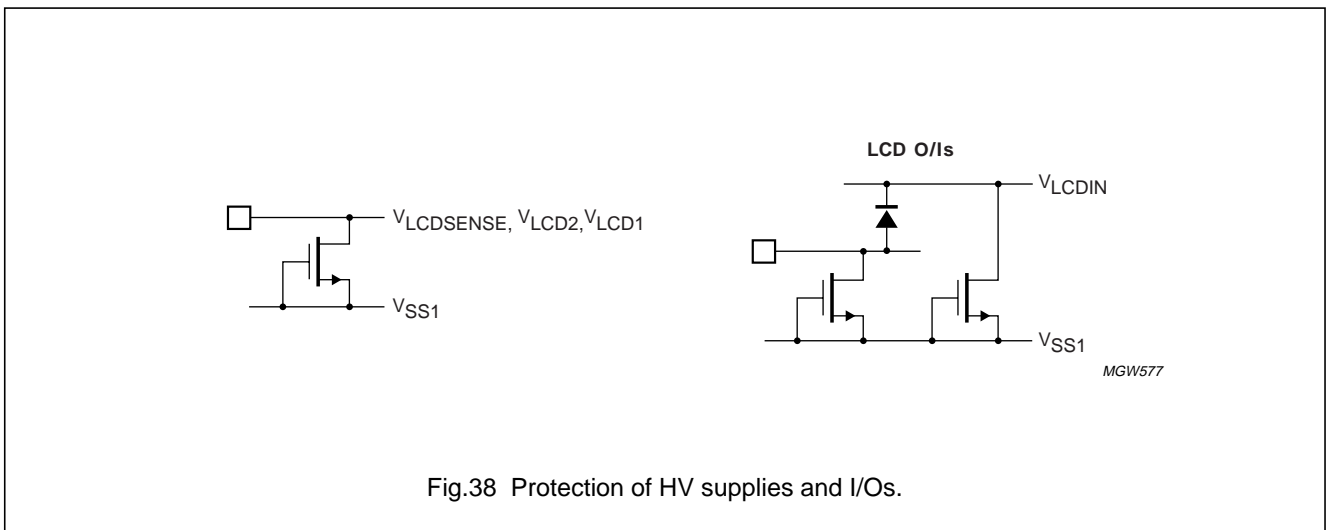 LCD O/Is
VLCDIN
VLCDSENSE, VLCD2,VLCD1
VSS1
VSS1
MGW577
Fig.38 Protection of HV supplies and I/Os.